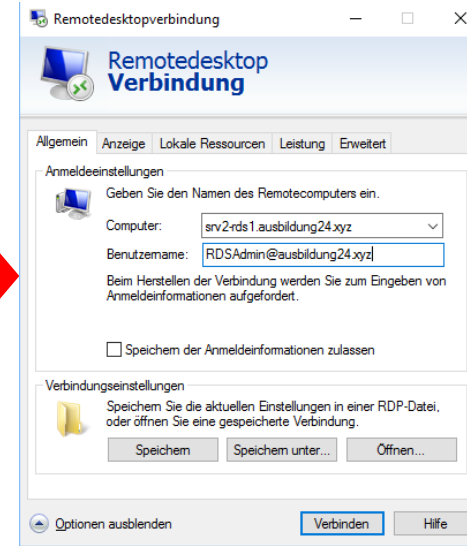 Remotedesktopverbindung
Remotedesktop
Verbindung
Allgemein Anzeige Lokale Ressourcen Leistung Erweitert
Anmeldeeinstellungen
Geben Sie den Namen des Remotecomputers ein.
Computer: srv2-rds1.ausbildung24.xyz
Benutzername: RDSAdmin@ausbildung24.xyz
Beim Herstellen der Verbindung werden Sie zum Eingeben von
Anmeldeinformationen aufgefordert.
Speichern der Anmeldeinformationen zulassen
Verbindungseinstellungen
Speichern Sie die aktuellen Einstellungen in einer RDP-Datei,
oder öffnen Sie eine gespeicherte Verbindung.
Speichern Speichern unter... Öffnen...
Optionen ausblenden Verbinden Hilfe